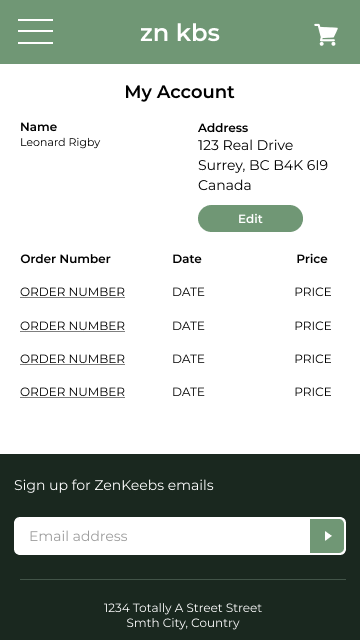 zn kbs
My Account
Name
Leonard Rigby
Address
123 Real Drive
Surrey, BC B4K 6I9
Canada
Edit
Order Number Date Price
ORDER NUMBER DATE PRICE
ORDER NUMBER DATE PRICE
ORDER NUMBER DATE PRICE
ORDER NUMBER DATE PRICE
Sign up for ZenKeebs emails
Email address
1234 Totally A Street Street
Smth City, Country